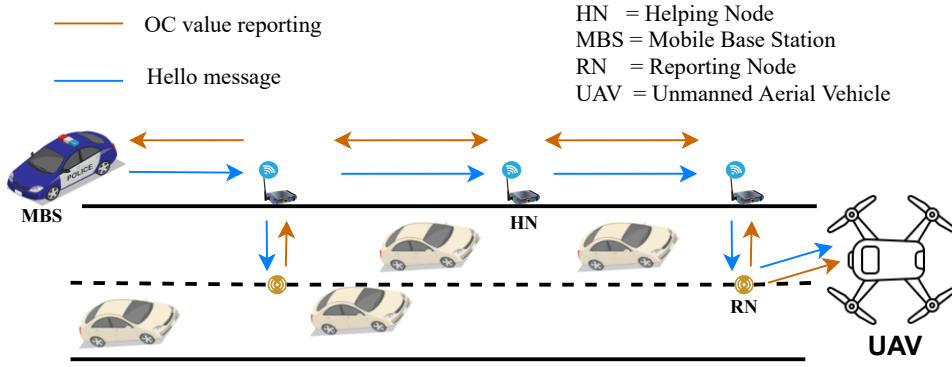 OC value reporting
Hello message
HN = Helping Node
MBS = Mobile Base Station
RN = Reporting Node
UAV = Unmanned Aerial Vehicle
POLICE
MBS
HN
RN
UAV